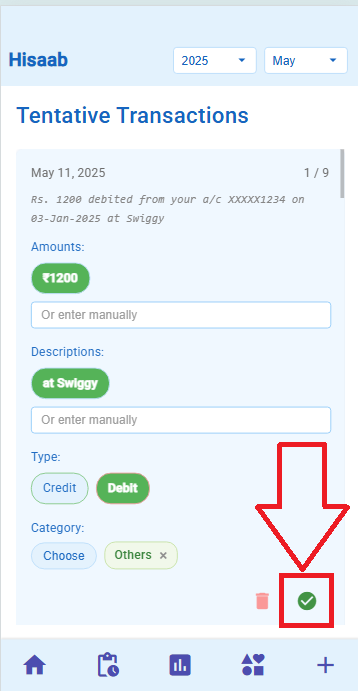 Hisaab
2025
May
Tentative Transactions
May 11, 2025
1 / 9
Rs. 1200 debited from your a/c XXXXX1234 on
03-Jan-2025 at Swiggy
Amounts:
₹1200
Or enter manually
Descriptions:
at Swiggy
Or enter manually
Type:
Credit
Debit
Category:
Choose
Others ×